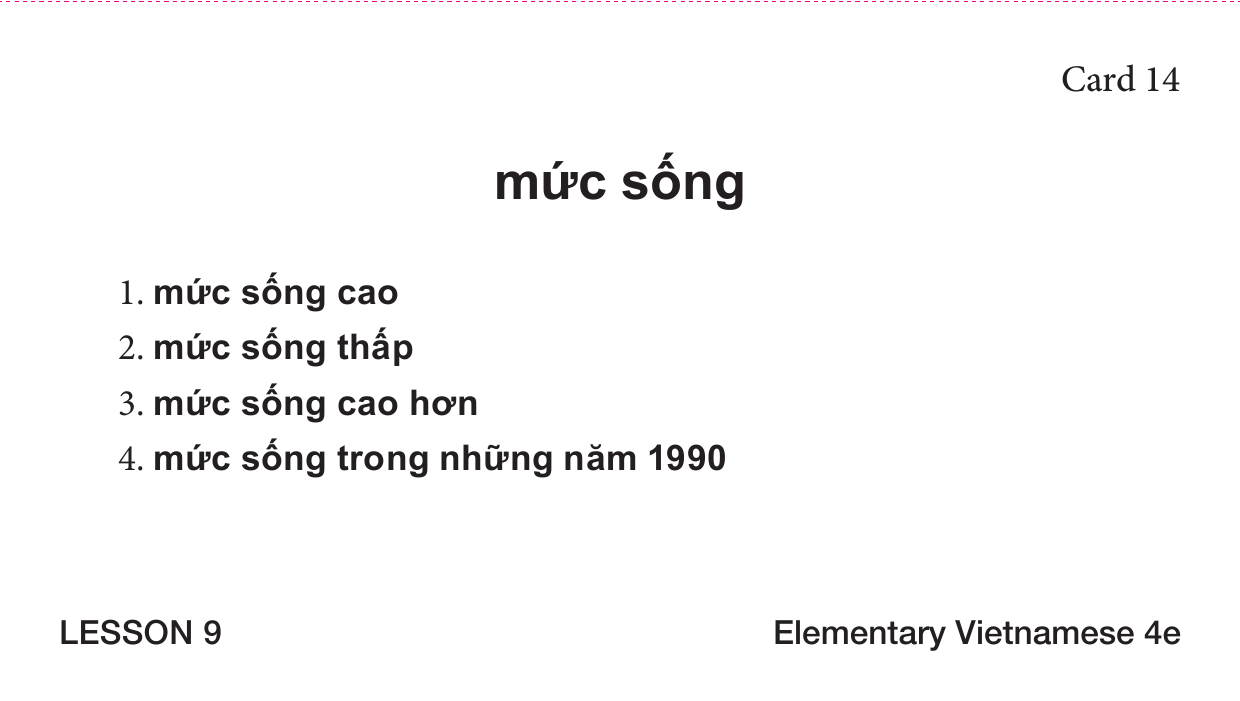 Card 14
mức sống
1. mức sống cao
2. mức sống thấp
3. mức sống cao hơn
4. mức sống trong những năm 1990
LESSON 9
Elementary Vietnamese 4e